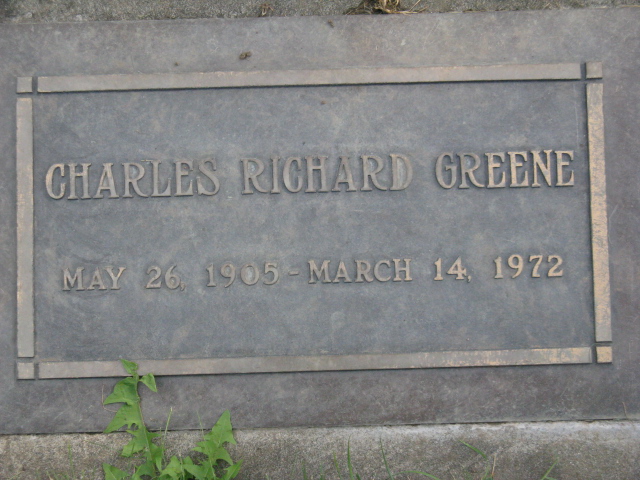 CHARLES RICHARD GREENE
MAY 26, 1905 - MARCH 14, 1972